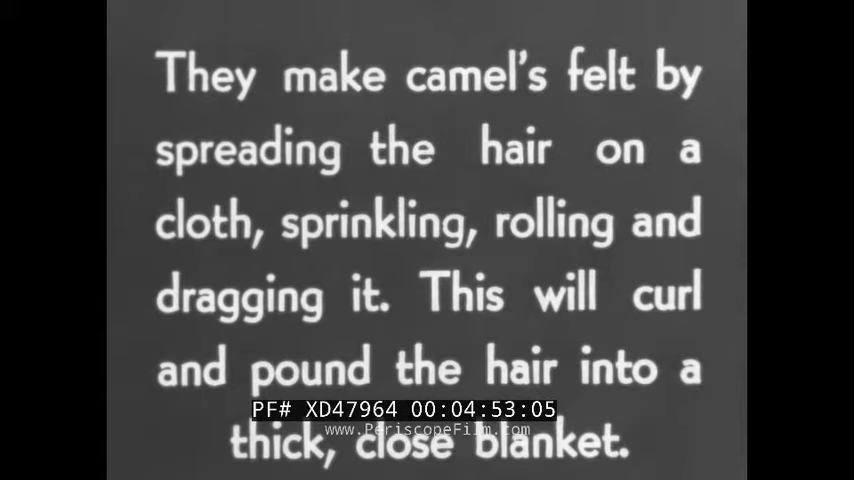 They make camel's felt by
spreading the hair on a
cloth, sprinkling, rolling and
dragging it. This will curl
and pound the hair into a
PF# XD47964 00:04:53:05
www.PeriscopeFilm.com
thick, close blanket.